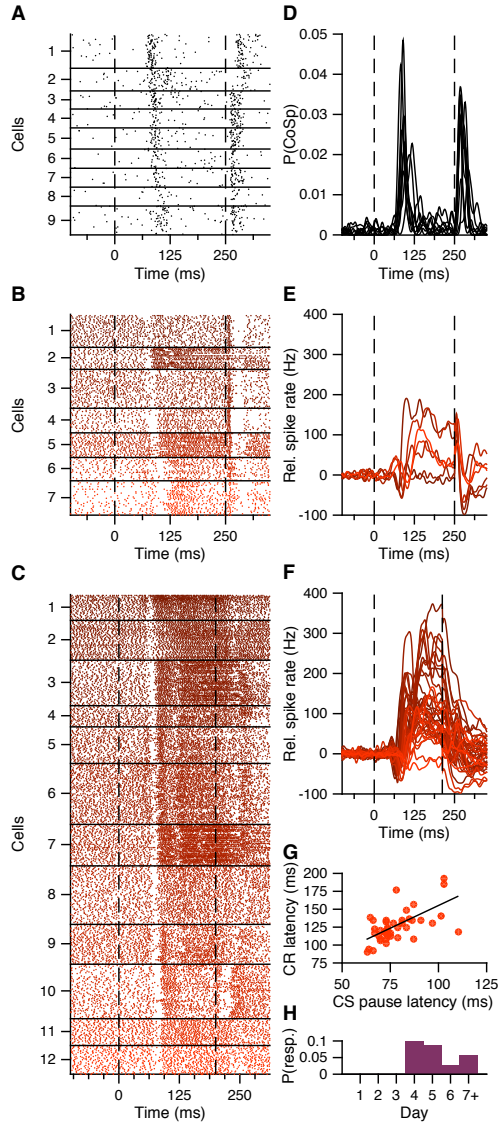 A
Cells
1
2
3
4
5
6
7
8
9
0 125 250
Time (ms)
B
Cells
1
2
3
4
5
6
7
0 125 250
Time (ms)
C
Cells
1
2
3
4
5
6
7
8
9
10
11
12
0 125 250
Time (ms)
D
P(CoSp)
0.05
0.04
0.03
0.02
0.01
0
0 125 250
Time (ms)
E
Rel. spike rate (Hz)
400
300
200
100
0
-100
0 125 250
Time (ms)
F
Rel. spike rate (Hz)
400
300
200
100
0
-100
0 125 250
Time (ms)
G
CR latency (ms)
200
175
150
125
100
75
50 75 100 125
CS pause latency (ms)
H
P(resp.)
0.1
0.05
0
1 2 3 4 5 6 7+
Day